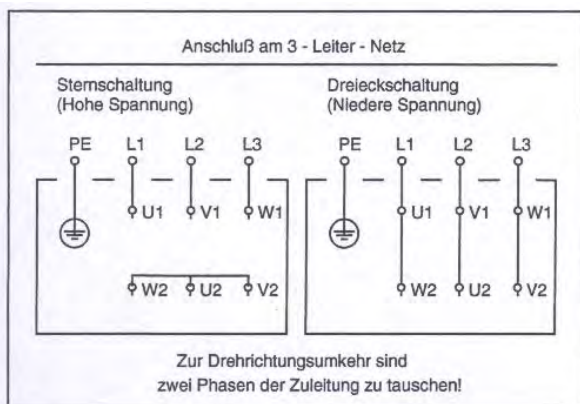 Anschluß am 3 - Leiter - Netz
Sternschaltung
(Hohe Spannung)
PE L1 L2 L3
U1 V1 W1
W2 U2 V2
Dreieckschaltung
(Niedere Spannung)
PE L1 L2 L3
U1 V1 W1
W2 U2 V2
Zur Drehrichtungsumkehr sind
zwei Phasen der Zuleitung zu tauschen!